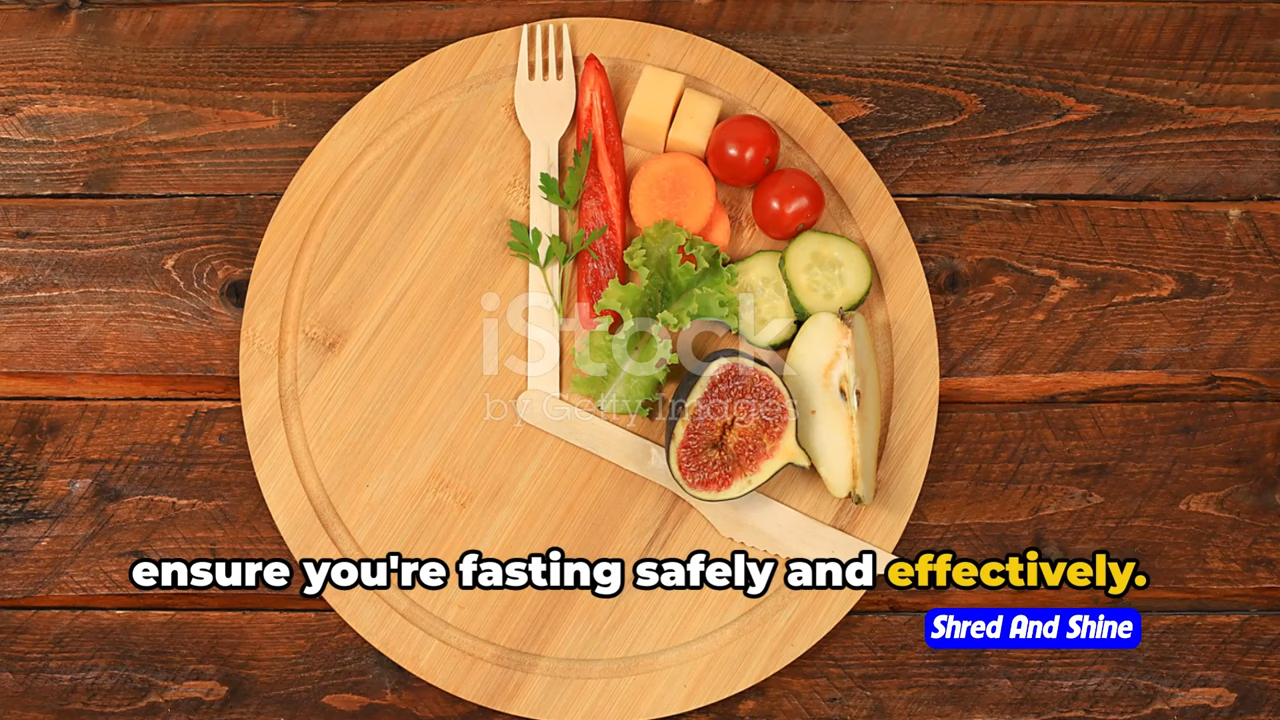 iStock
by Getty Images
ensure you're fasting safely and effectively.
Shred And Shine